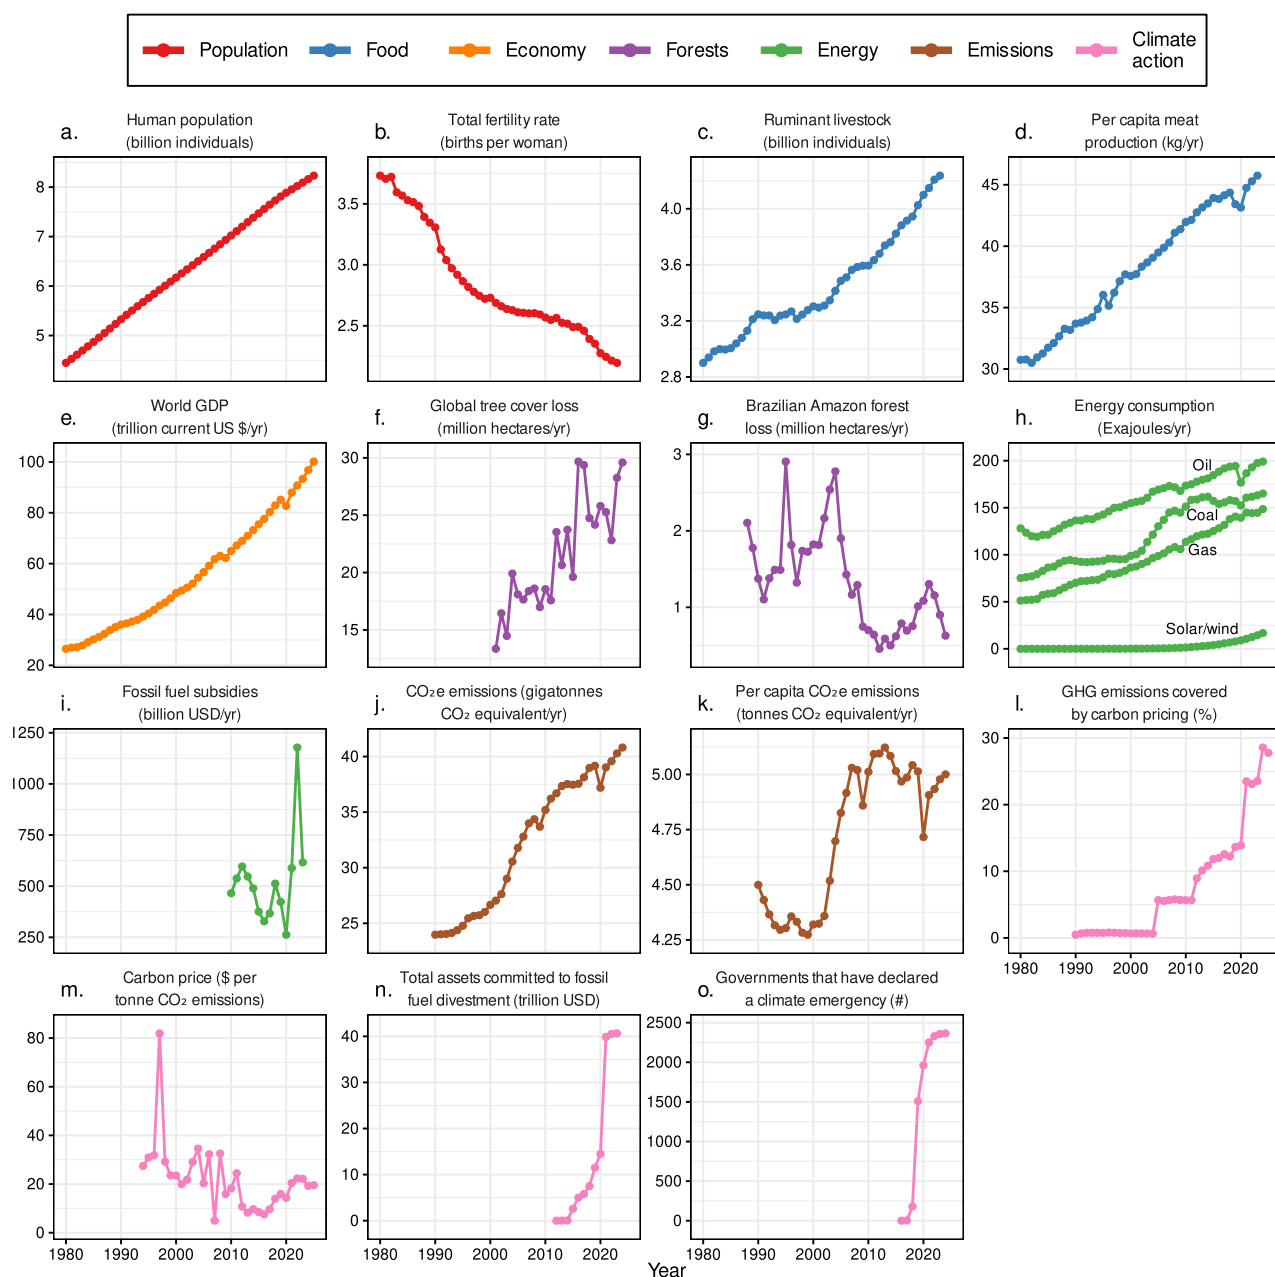 Population Food Economy Forests Energy Emissions Climate action
a. Human population (billion individuals)
b. Total fertility rate (births per woman)
c. Ruminant livestock (billion individuals)
d. Per capita meat production (kg/yr)
8
7
6
5
3.5
3.0
2.5
4.0
3.6
3.2
2.8
45
40
35
30
e. World GDP (trillion current US $/yr)
f. Global tree cover loss (million hectares/yr)
g. Brazilian Amazon forest loss (million hectares/yr)
h. Energy consumption (Exajoules/yr)
100
80
60
40
20
30
25
20
15
3
2
1
200
150
100
50
0
Oil
Coal
Gas
Solar/wind
i. Fossil fuel subsidies (billion USD/yr)
j. CO₂e emissions (gigatonnes CO₂ equivalent/yr)
k. Per capita CO₂e emissions (tonnes CO₂ equivalent/yr)
l. GHG emissions covered by carbon pricing (%)
1250
1000
750
500
250
40
35
30
25
5.00
4.75
4.50
4.25
30
20
10
0
1980 1990 2000 2010 2020
m. Carbon price ($ per tonne CO₂ emissions)
n. Total assets committed to fossil fuel divestment (trillion USD)
o. Governments that have declared a climate emergency (#)
80
60
40
20
0
40
30
20
10
0
2500
2000
1500
1000
500
0
1980 1990 2000 2010 2020
1980 1990 2000 2010 2020
1980 1990 2000 2010 2020
Year